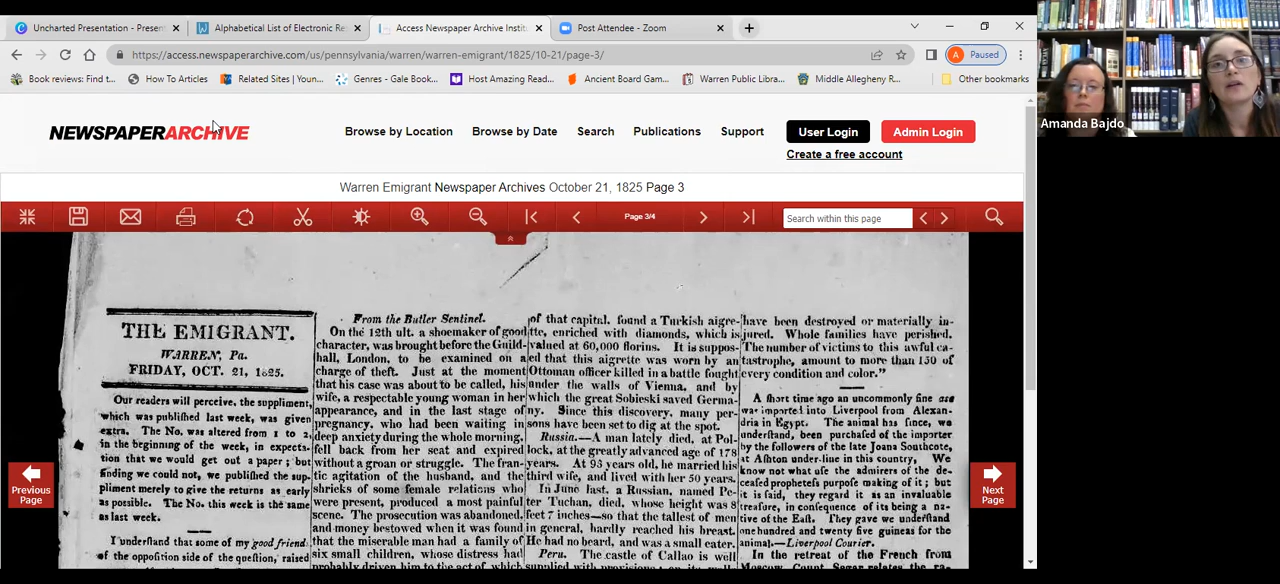 Uncharted Presentation - Presen
Alphabetical List of Electronic Re
Access Newspaper Archive Instit
Post Attendee - Zoom
https://access.newspaperarchive.com/us/pennsylvania/warren/warren-emigrant/1825/10-21/page-3/
A Paused
Book reviews: Find t...
How To Articles
Related Sites | Youn...
Genres - Gale Book...
Host Amazing Read...
Ancient Board Gam...
Warren Public Libra...
Middle Allegheny R...
Other bookmarks
Amanda Bajdo
NEWSPAPERARCHIVE
Browse by Location
Browse by Date
Search
Publications
Support
User Login
Admin Login
Create a free account
Warren Emigrant Newspaper Archives October 21, 1825 Page 3
Page 3/4
Search within this page
Previous
Page
Next
Page
THE EMIGRANT.
WARREN, Pa.
FRIDAY, OCT. 21, 1825.
Our readers will perceive, the suppliment,
which was published last week, was given
extra. The No. was altered from 1 to 2,
in the beginning of the week, in expecta-
tion that we would get out a paper; but
finding we could not, we published the sup-
pliment merely to give the returns as early
as possible. The No. this week is the same
as last week.
I understand that some of my good friends
of the opposition side of the question, raised
From the Butler Sentinel.
On the 12th ult. a shoemaker of good
character, was brought before the Guild-
hall, London, to be examined on a
charge of theft. Just at the moment
that his case was about to be called, his
wife, a respectable young woman in her
appearance, and in the last stage of
pregnancy, who had been waiting in
deep anxiety during the whole morning,
fell back from her seat and expired
without a groan or struggle. The fran-
tic agitation of the husband, and the
shrieks of some female relations who
were present, produced a most painful
scene. The prosecution was abandoned,
and money bestowed when it was found
that the miserable man had a family of
six small children, whose distress had
probably driven him to the act, of which
of that capital, found a Turkish aigre-
tte, enriched with diamonds, which is
valued at 60,000 florins. It is suppos-
ed that this aigrette was worn by an
Ottoman officer killed in a battle fought
under the walls of Vienna, and by
which the great Sobieski saved Germa-
ny. Since this discovery, many per-
sons have been set to dig at the spot.
Russia.—A man lately died, at Pol-
lock, at the greatly advanced age of 178
years. At 93 years old, he married his
third wife, and lived with her 50 years.
In June last, a Russian, named Pe-
ter Tuchan, died, whose height was 8
feet 7 inches—so that the tallest of men
in general, hardly reached his breast.
He had no beard, and was a small eater.
Peru. The castle of Callao is well
supplied with provisions
have been destroyed or materially in-
jured. Whole families have perished.
The number of victims to this awful ca-
tastrophe, amount to more than 150 of
every condition and color."
A short time ago an uncommonly fine ass
was imported into Liverpool from Alexan-
dria in Egypt. The animal has since, we
understand, been purchased of the importer
by the followers of the late Joana Southcote,
at Ashton under-line in this country, We
know not what use the admirers of the de-
ceased prophetess purpose making of it; but
it is said, they regard it as an invaluable
treasure, in consequence of its being a na-
tive of the East. They gave we understand
one hundred and twenty five guineas for the
animal.—Liverpool Courier.
In the retreat of the French from
Moscow, Count Segar relates the